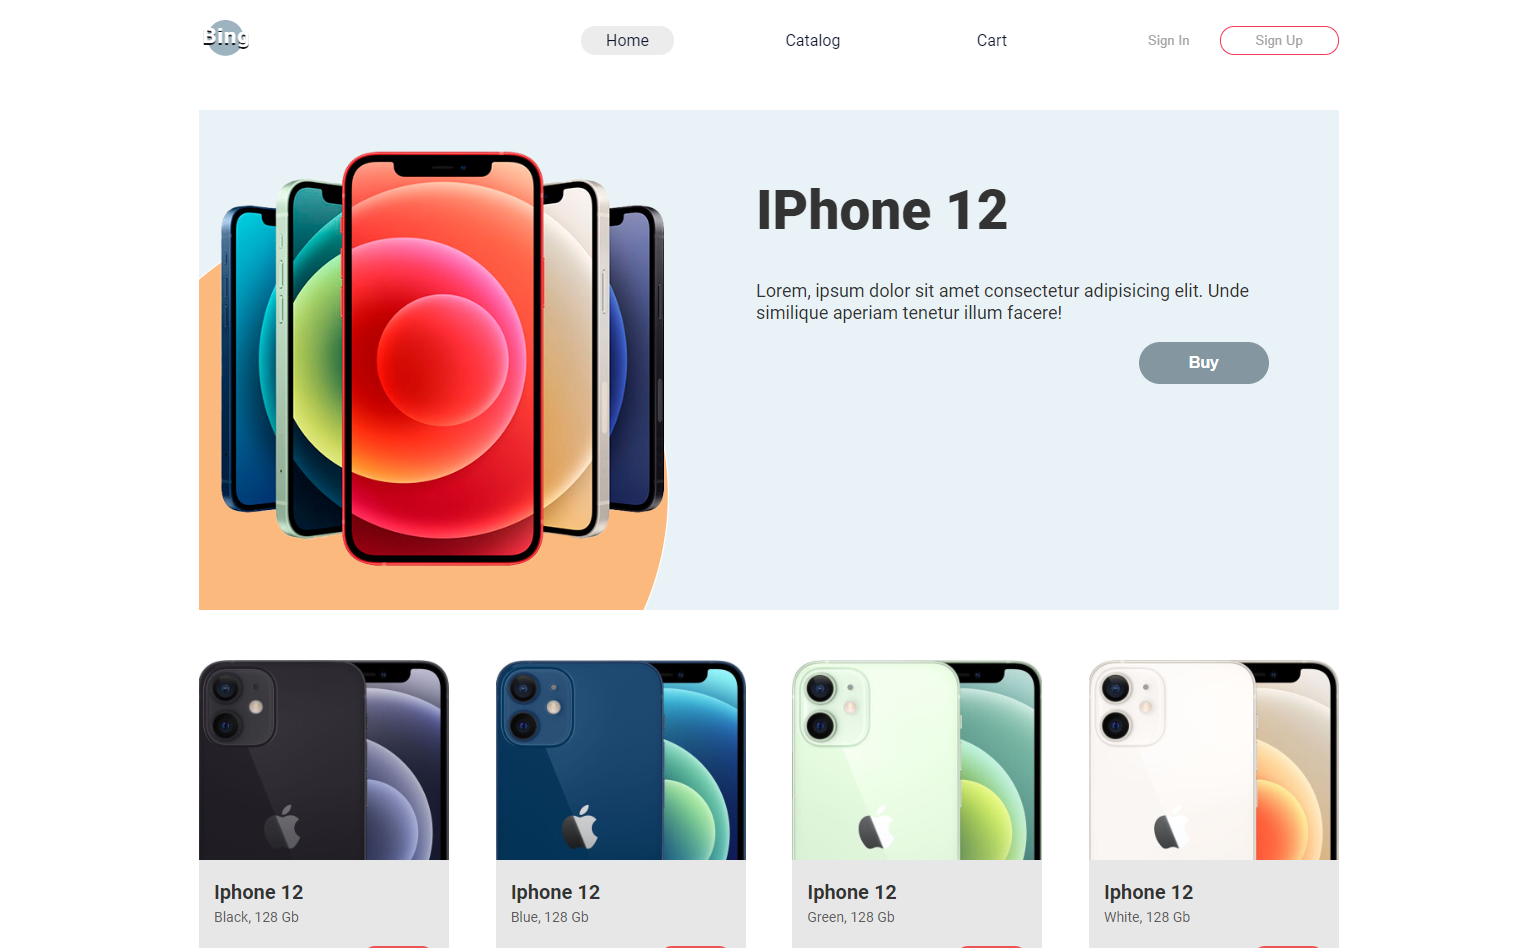 Bing
Home
Catalog
Cart
Sign In
Sign Up
IPhone 12
Lorem, ipsum dolor sit amet consectetur adipisicing elit. Unde
similique aperiam tenetur illum facere!
Buy
Iphone 12
Black, 128 Gb
Iphone 12
Blue, 128 Gb
Iphone 12
Green, 128 Gb
Iphone 12
White, 128 Gb